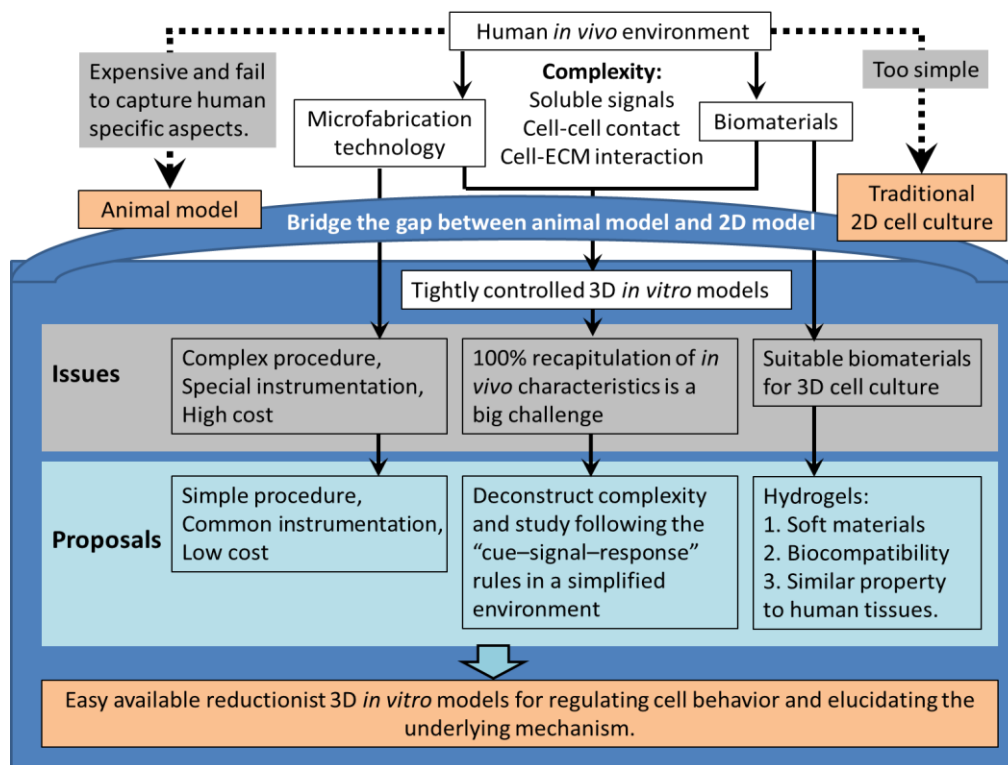 Human in vivo environment
Expensive and fail
to capture human
specific aspects.
Complexity:
Soluble signals
Cell-cell contact
Cell-ECM interaction
Too simple
Microfabrication
technology
Biomaterials
Animal model
Traditional
2D cell culture
Bridge the gap between animal model and 2D model
Tightly controlled 3D in vitro models
Issues
Complex procedure,
Special instrumentation,
High cost
100% recapitulation of in
vivo characteristics is a
big challenge
Suitable biomaterials
for 3D cell culture
Proposals
Simple procedure,
Common instrumentation,
Low cost
Deconstruct complexity
and study following the
“cue–signal–response”
rules in a simplified
environment
Hydrogels:
1. Soft materials
2. Biocompatibility
3. Similar property
to human tissues.
Easy available reductionist 3D in vitro models for regulating cell behavior and elucidating the
underlying mechanism.